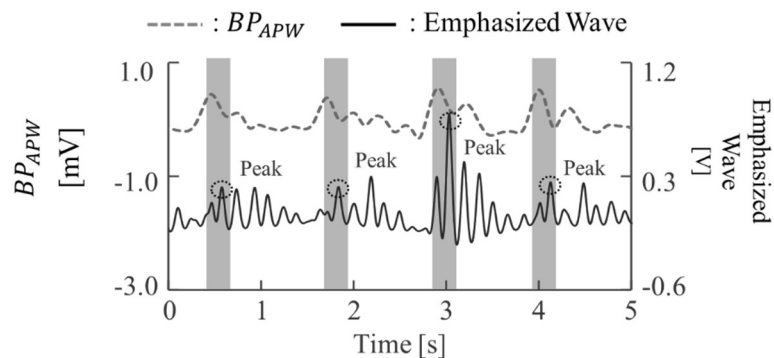 : BP_APW : Emphasized Wave
1.0 1.2
Peak Peak Peak Peak
-1.0 0.3
-3.0 -0.6
0 1 2 3 4 5
Time [s]
BP_APW
[mV]
Emphasized
Wave
[V]